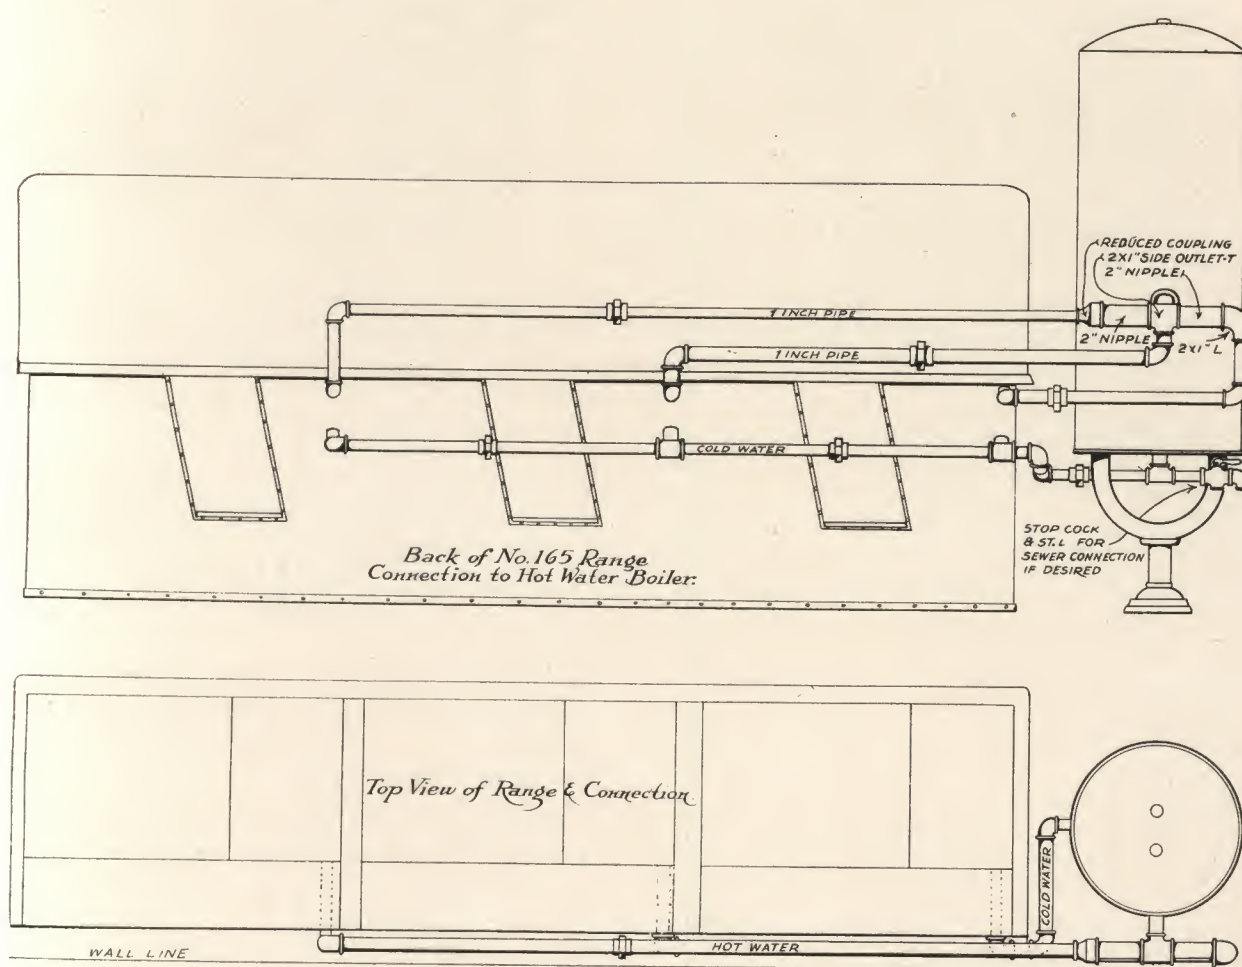 REDUCED COUPLING
2X1" SIDE OUTLET-T
2" NIPPLE
1 INCH PIPE
2" NIPPLE
2X1" L
1 INCH PIPE
COLD WATER
STOP COCK
& ST. L FOR
SEWER CONNECTION
IF DESIRED
Back of No. 165 Range
Connection to Hot Water Boiler.
Top View of Range & Connection
COLD WATER
HOT WATER
WALL LINE